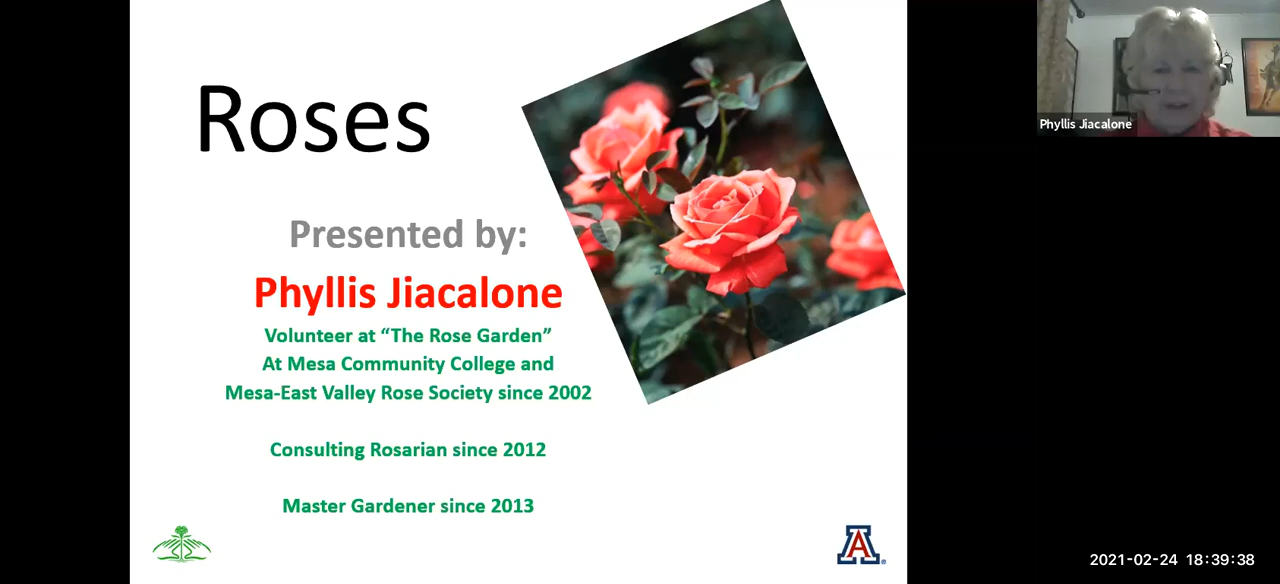 Roses
Presented by:
Phyllis Jiacalone
Volunteer at “The Rose Garden”
At Mesa Community College and
Mesa-East Valley Rose Society since 2002
Consulting Rosarian since 2012
Master Gardener since 2013
A
Phyllis Jiacalone
2021-02-24 18:39:38